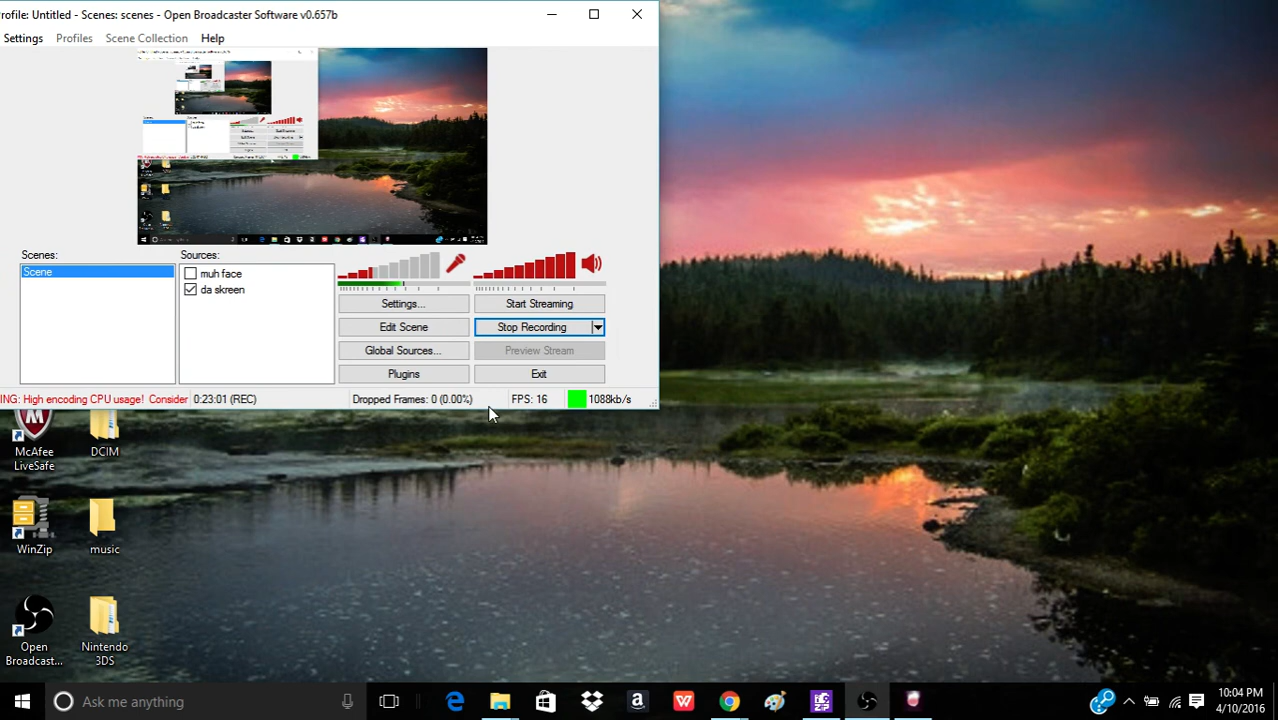 rofile: Untitled - Scenes: scenes - Open Broadcaster Software v0.657b
Settings Profiles Scene Collection Help
Scenes: Sources:
Scene
muh face
da skreen
Settings... Start Streaming
Edit Scene Stop Recording
Global Sources... Preview Stream
Plugins Exit
ING: High encoding CPU usage! Consider 0:23:01 (REC) Dropped Frames: 0 (0.00%) FPS: 16 1088kb/s
McAfee
LiveSafe
DCIM
WinZip
music
Open
Broadcast...
Nintendo
3DS
Ask me anything
10:04 PM
4/10/2016